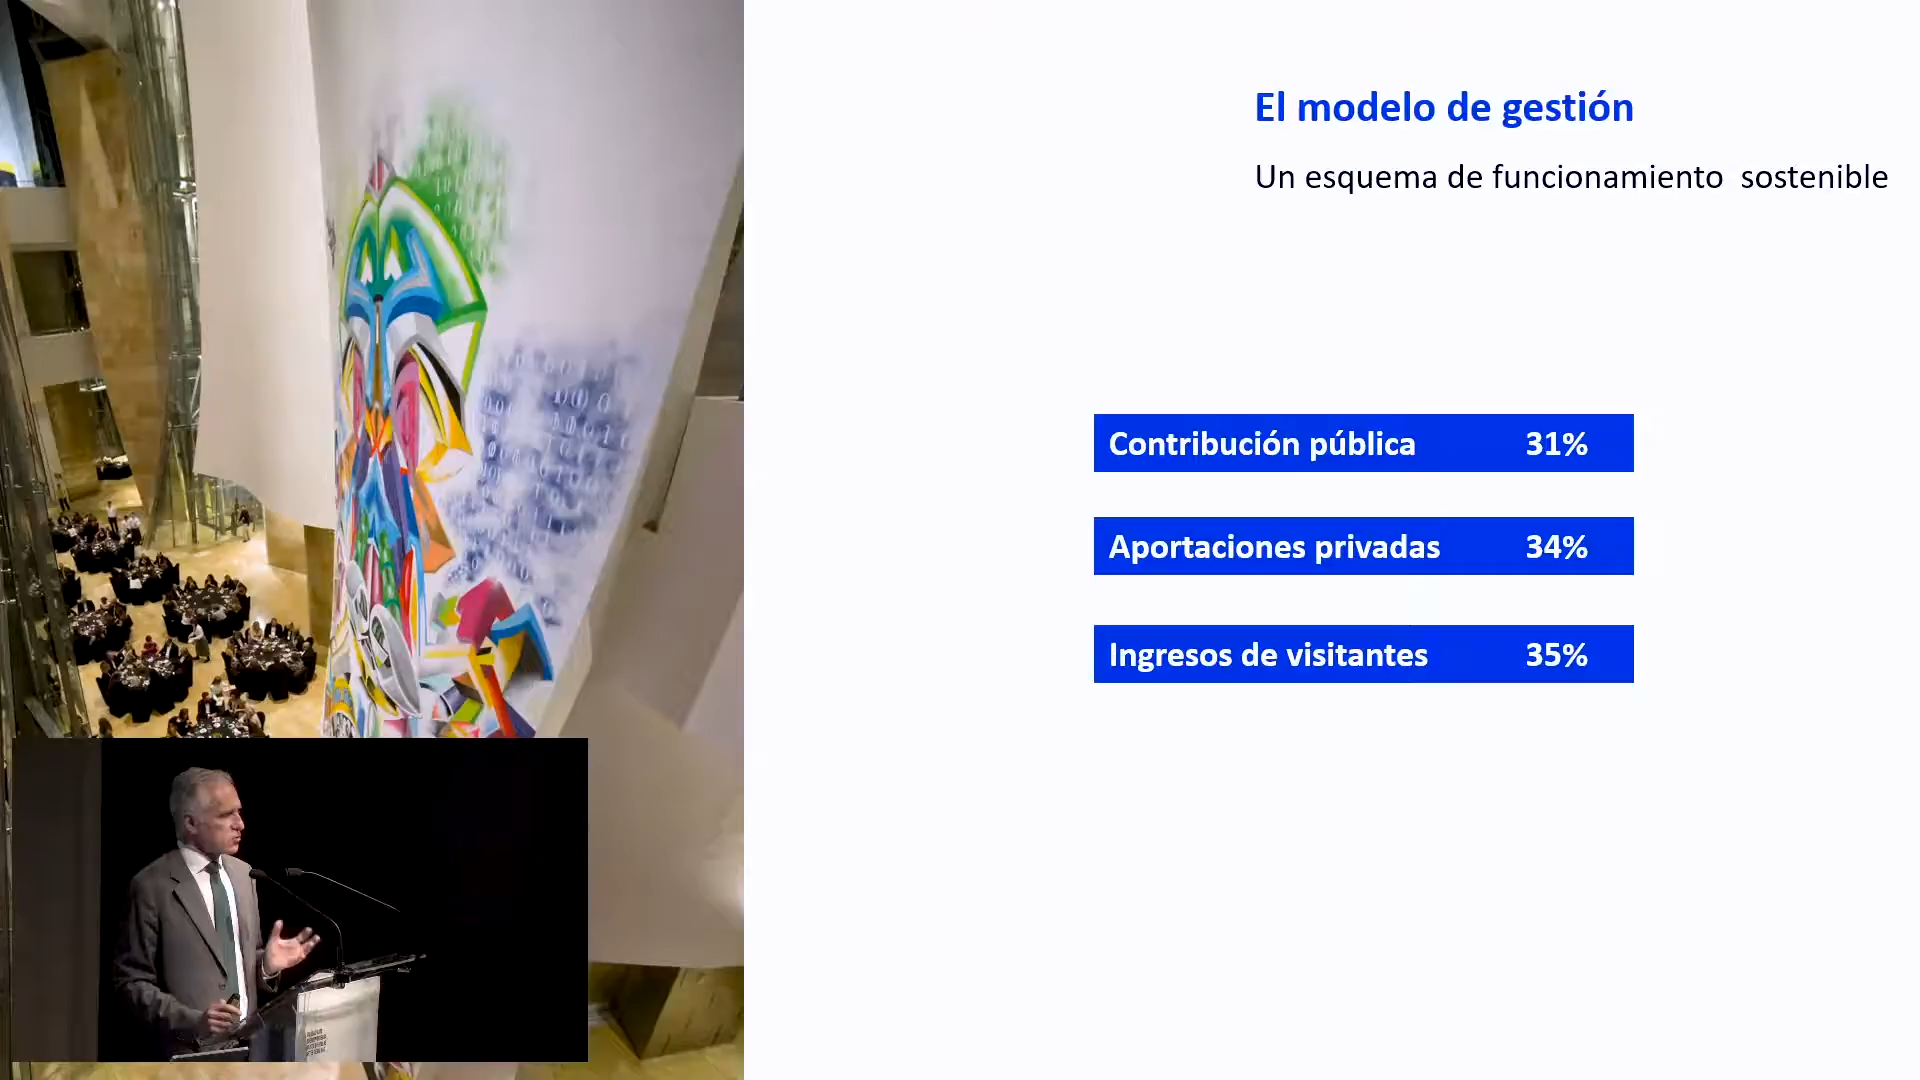 El modelo de gestión
Un esquema de funcionamiento sostenible
Contribución pública 31%
Aportaciones privadas 34%
Ingresos de visitantes 35%